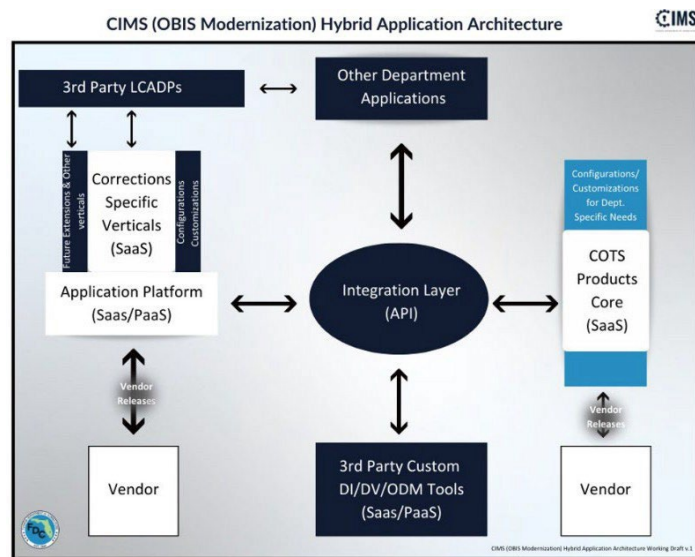 CIMS (OBIS Modernization) Hybrid Application Architecture
CIMS
3rd Party LCADPs
Other Department
Applications
Future Extensions & Other
verticals
Corrections
Specific
Verticals
(SaaS)
Configurations
Customizations
Configurations/
Customizations
for Dept.
Specific Needs
COTS
Products
Core
(SaaS)
Application Platform
(Saas/PaaS)
Integration Layer
(API)
Vendor
Releases
Vendor
Releases
Vendor
3rd Party Custom
DI/DV/ODM Tools
(Saas/PaaS)
Vendor
FDC
CIMS (OBIS Modernization) Hybrid Application Architecture Working Draft v.1